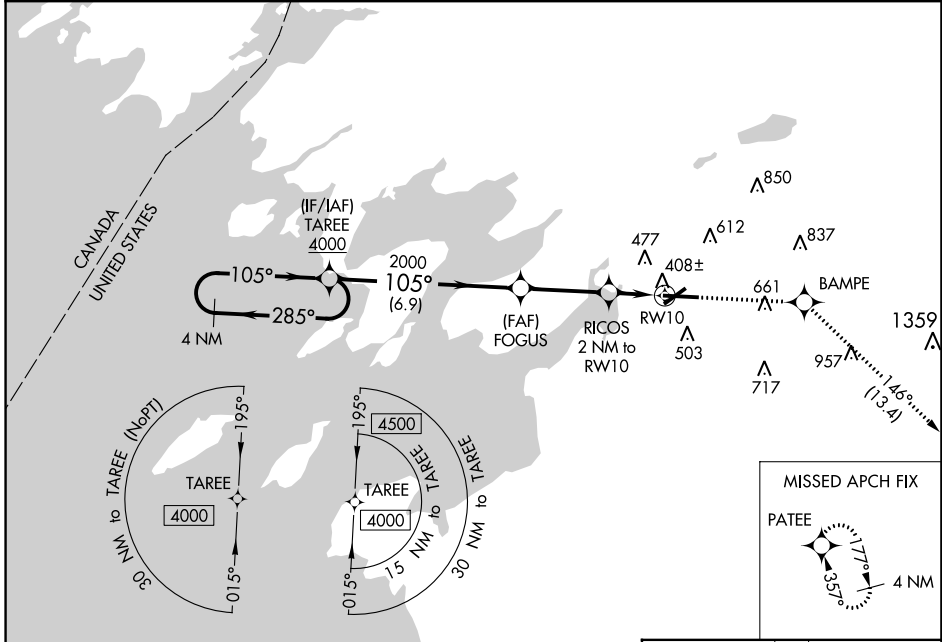 CANADA
UNITED STATES
(IF/IAF)
TAREE
4000
105°
285°
4 NM
2000
105°
(6.9)
(FAF)
FOGUS
RICOS
2 NM to
RW10
RW10
477
408±
612
850
837
661
503
717
BAMPE
957
1359
146°
(13.4)
30 NM to TAREE (NoPT)
195°
TAREE
4000
015°
195°
4500
TAREE
4000
015°
15 NM to TAREE
30 NM to TAREE
MISSED APCH FIX
PATEE
177°
357°
4 NM